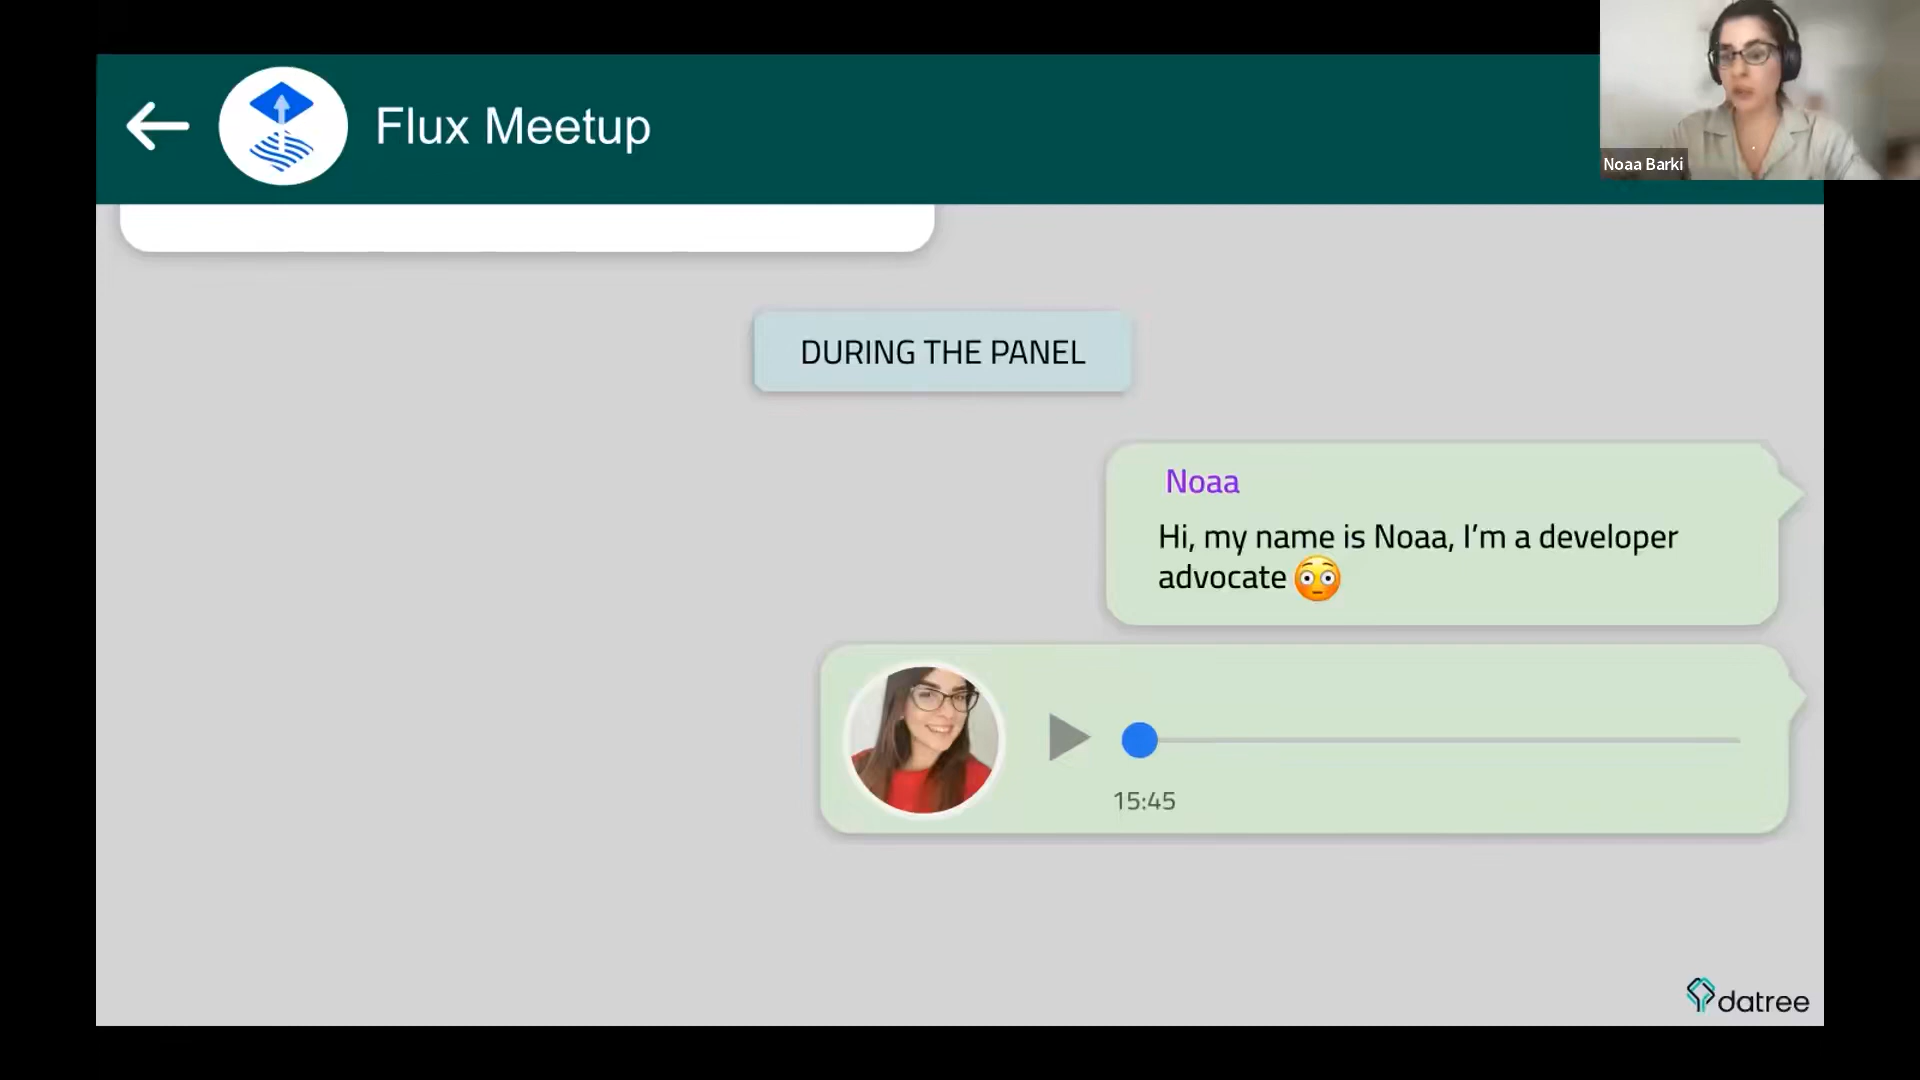 Flux Meetup
Noaa Barki
DURING THE PANEL
Noaa
Hi, my name is Noaa, I’m a developer
advocate 😳
15:45
datree